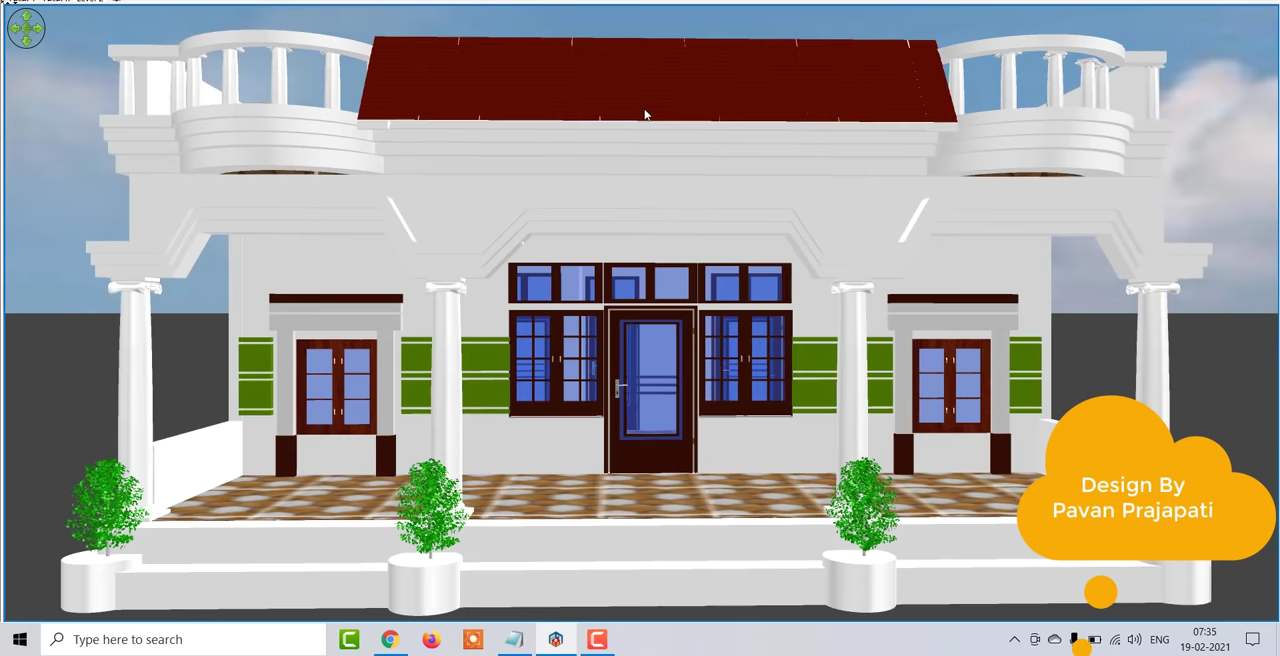 Design By
Pavan Prajapati
Type here to search
ENG
07:35
19-02-2021